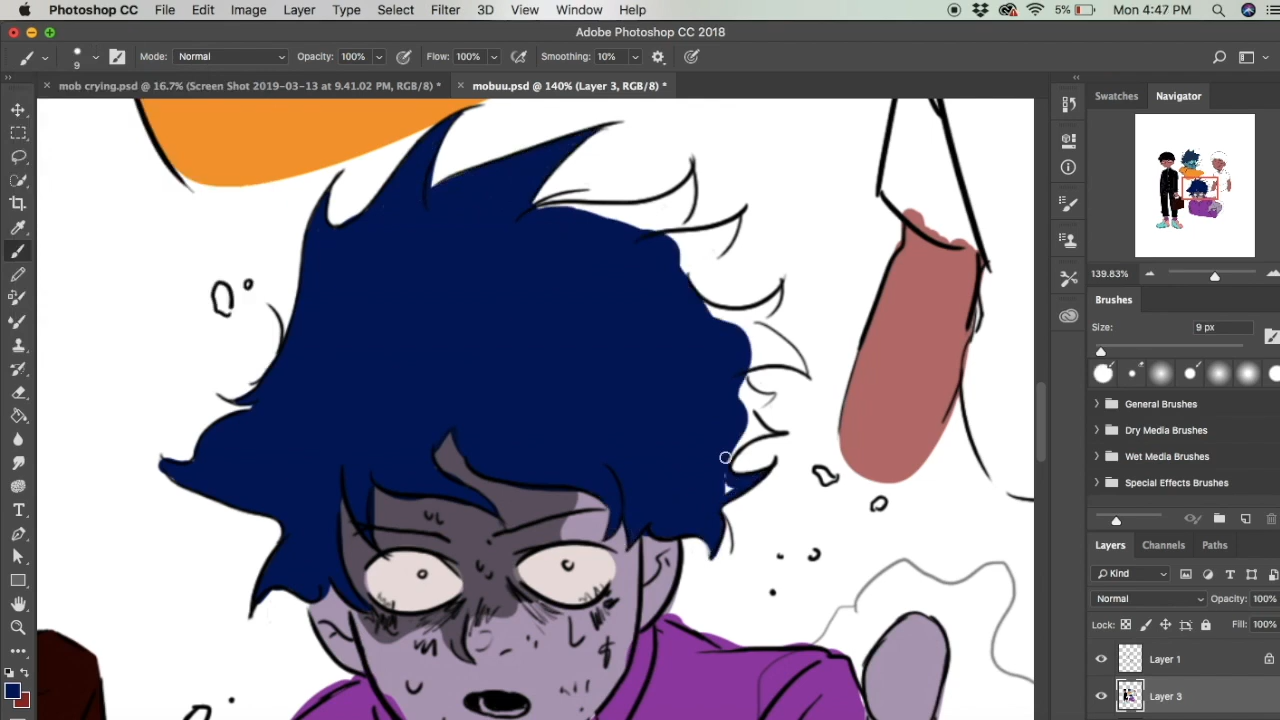 Photoshop CC File Edit Image Layer Type Select Filter 3D View Window Help 5% Mon 4:47 PM
Adobe Photoshop CC 2018
9 Mode: Normal Opacity: 100% Flow: 100% Smoothing: 10%
mob crying.psd @ 16.7% (Screen Shot 2019-03-13 at 9.41.02 PM, RGB/8) * mobuu.psd @ 140% (Layer 3, RGB/8) *
Swatches Navigator
139.83%
Brushes
Size: 9 px
General Brushes
Dry Media Brushes
Wet Media Brushes
Special Effects Brushes
Layers Channels Paths
Kind
Normal Opacity: 100%
Lock: Fill: 100%
Layer 1
Layer 3